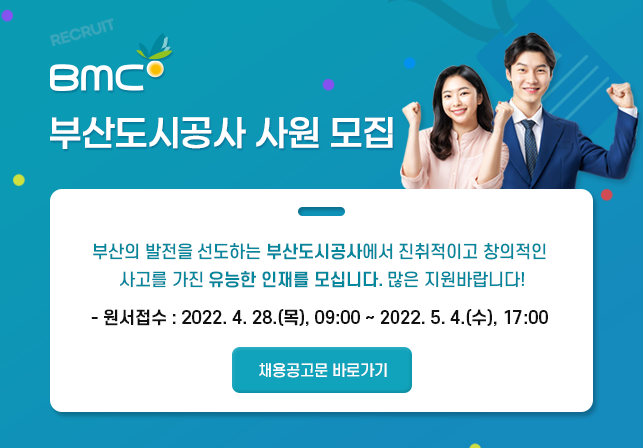 RECRUIT
BMC
부산도시공사 사원 모집
부산의 발전을 선도하는 부산도시공사에서 진취적이고 창의적인
사고를 가진 유능한 인재를 모십니다. 많은 지원바랍니다!
- 원서접수 : 2022. 4. 28.(목), 09:00 ~ 2022. 5. 4.(수), 17:00
채용공고문 바로가기